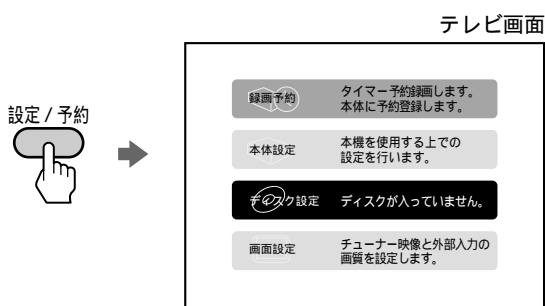 テレビ画面
設定 / 予約
録画予約
タイマー予約録画します。
本体に予約登録します。
本体設定
本機を使用する上での
設定を行います。
ディスク設定
ディスクが入っていません。
画面設定
チューナー映像と外部入力の
画質を設定します。